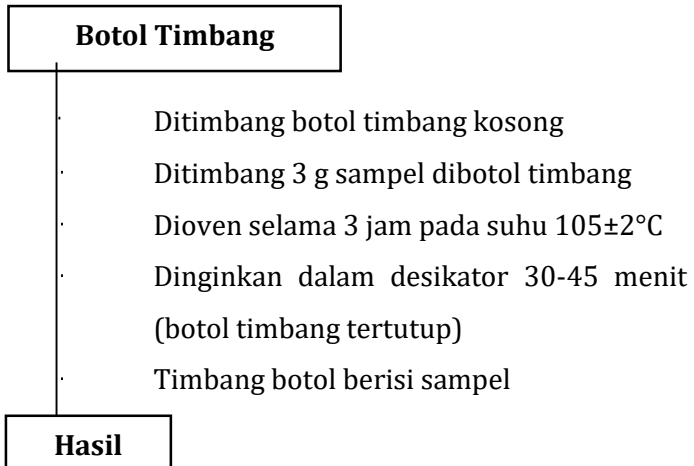 Botol Timbang
Ditimbang botol timbang kosong
Ditimbang 3 g sampel dibotol timbang
Dioven selama 3 jam pada suhu 105±2°C
Dinginkan dalam desikator 30-45 menit
(botol timbang tertutup)
Timbang botol berisi sampel
Hasil